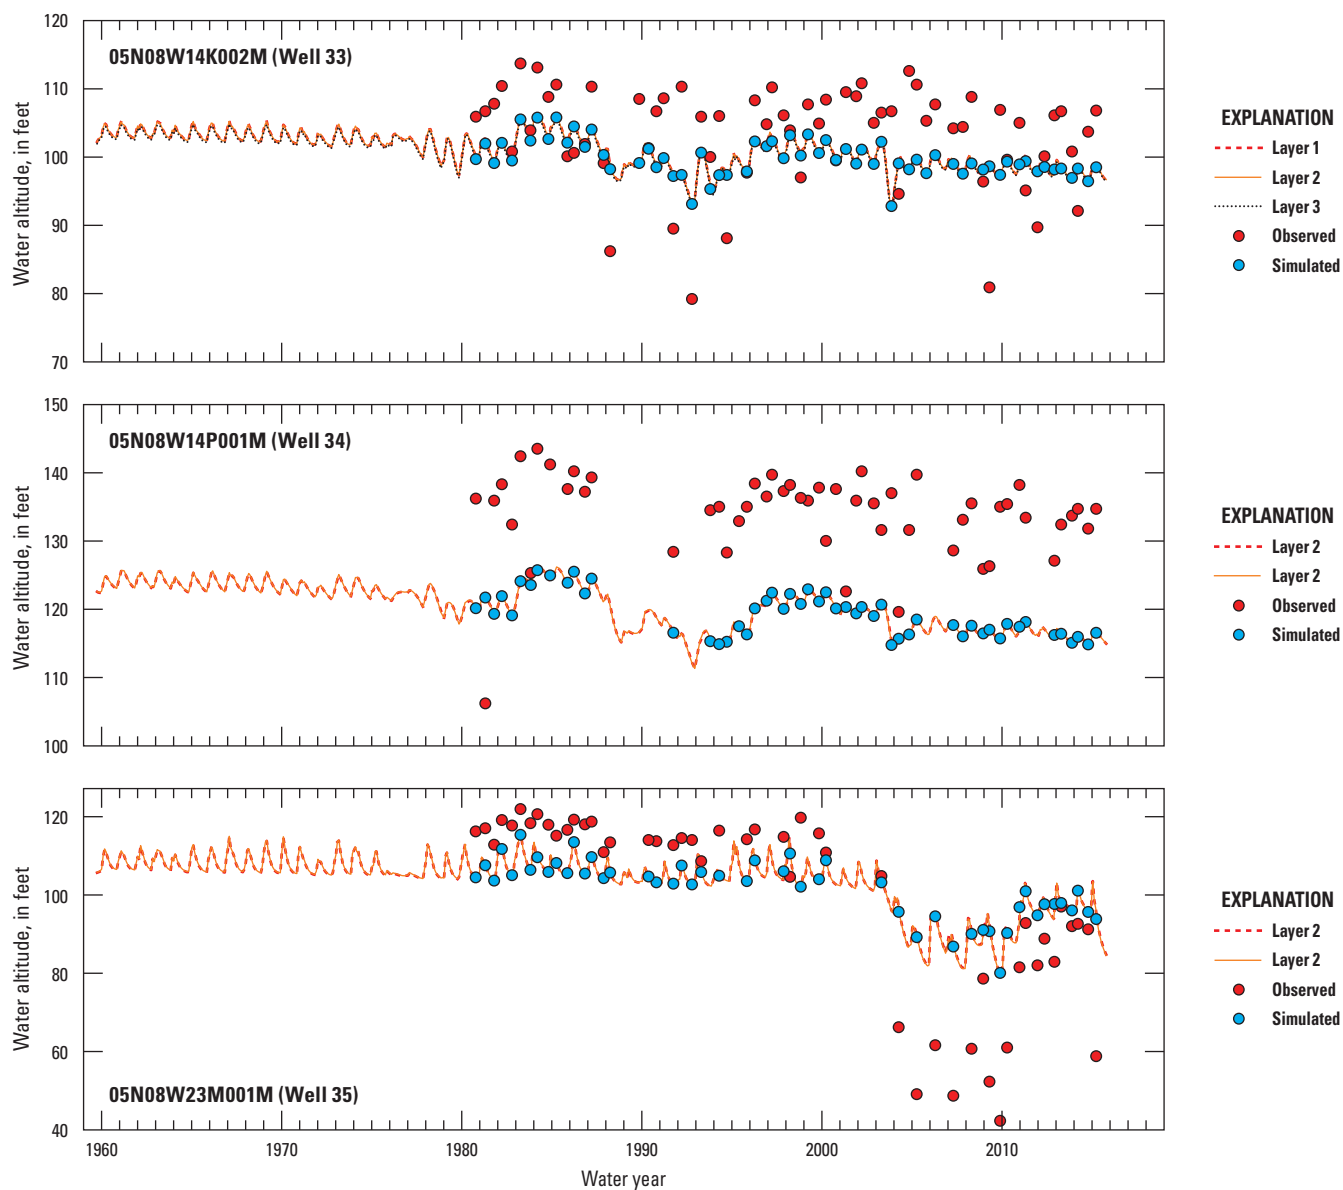 120
110
100
90
80
70
Water altitude, in feet
05N08W14K002M (Well 33)
EXPLANATION
Layer 1
Layer 2
Layer 3
Observed
Simulated
150
140
130
120
110
100
Water altitude, in feet
05N08W14P001M (Well 34)
EXPLANATION
Layer 2
Layer 2
Observed
Simulated
120
100
80
60
40
Water altitude, in feet
05N08W23M001M (Well 35)
EXPLANATION
Layer 2
Layer 2
Observed
Simulated
1960 1970 1980 1990 2000 2010
Water year